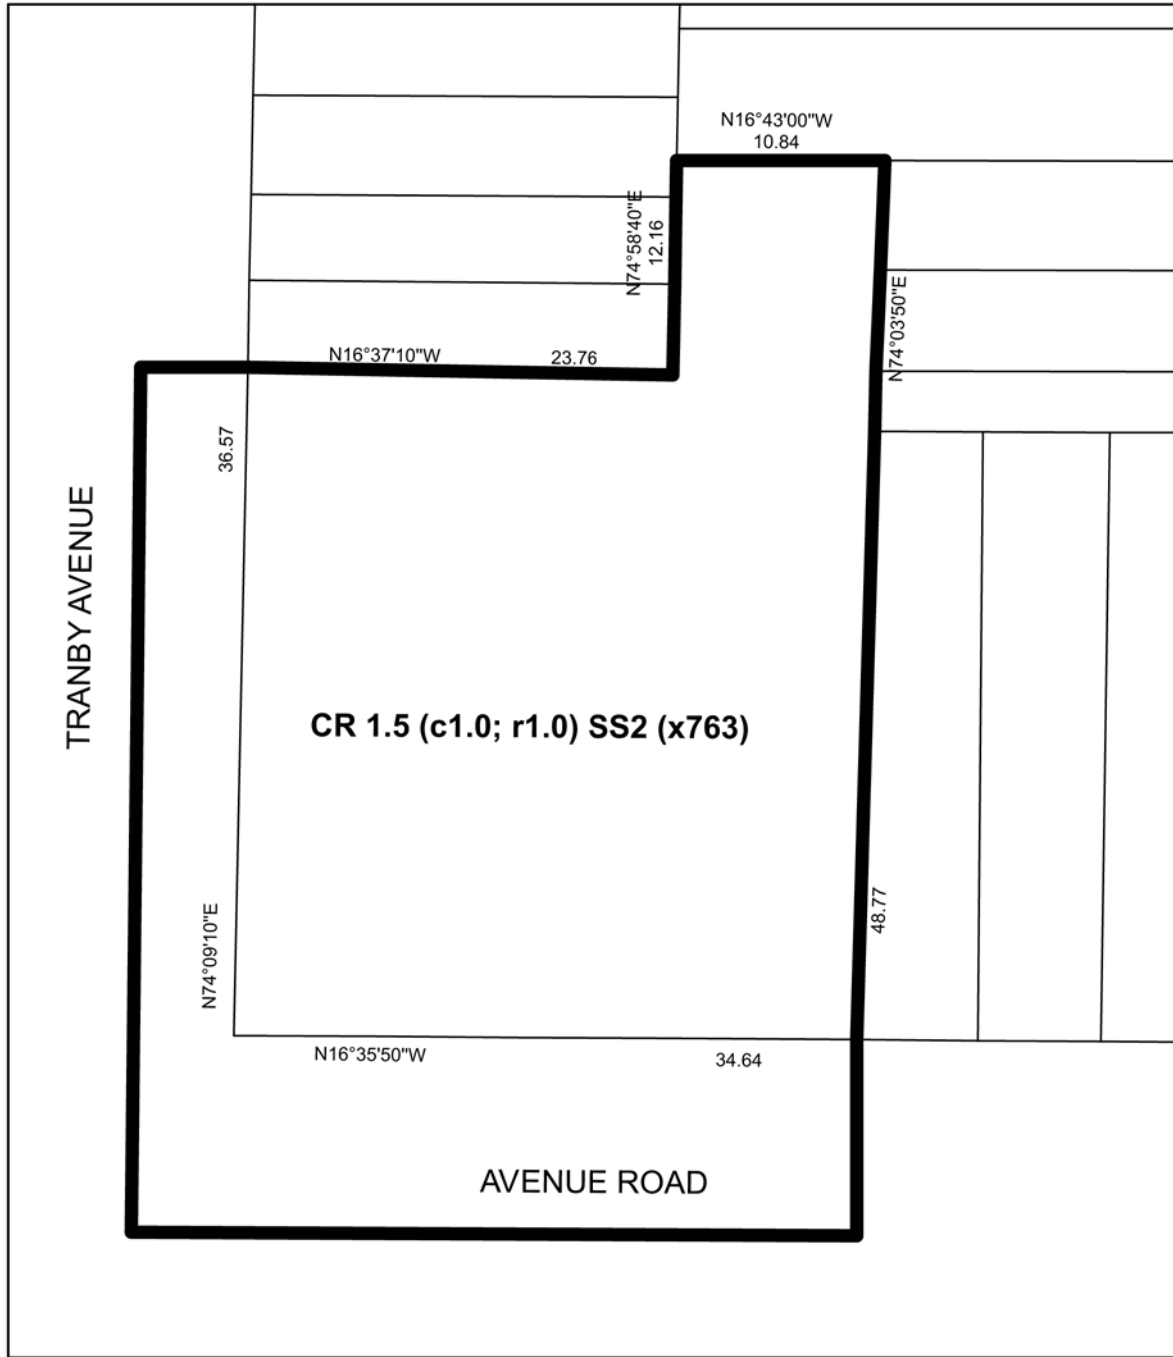 N16°43'00"W
10.84
N74°58'40"E
12.16
N74°03'50"E
N16°37'10"W
23.76
36.57
TRANBY AVENUE
CR 1.5 (c1.0; r1.0) SS2 (x763)
48.77
N74°09'10"E
N16°35'50"W
34.64
AVENUE ROAD